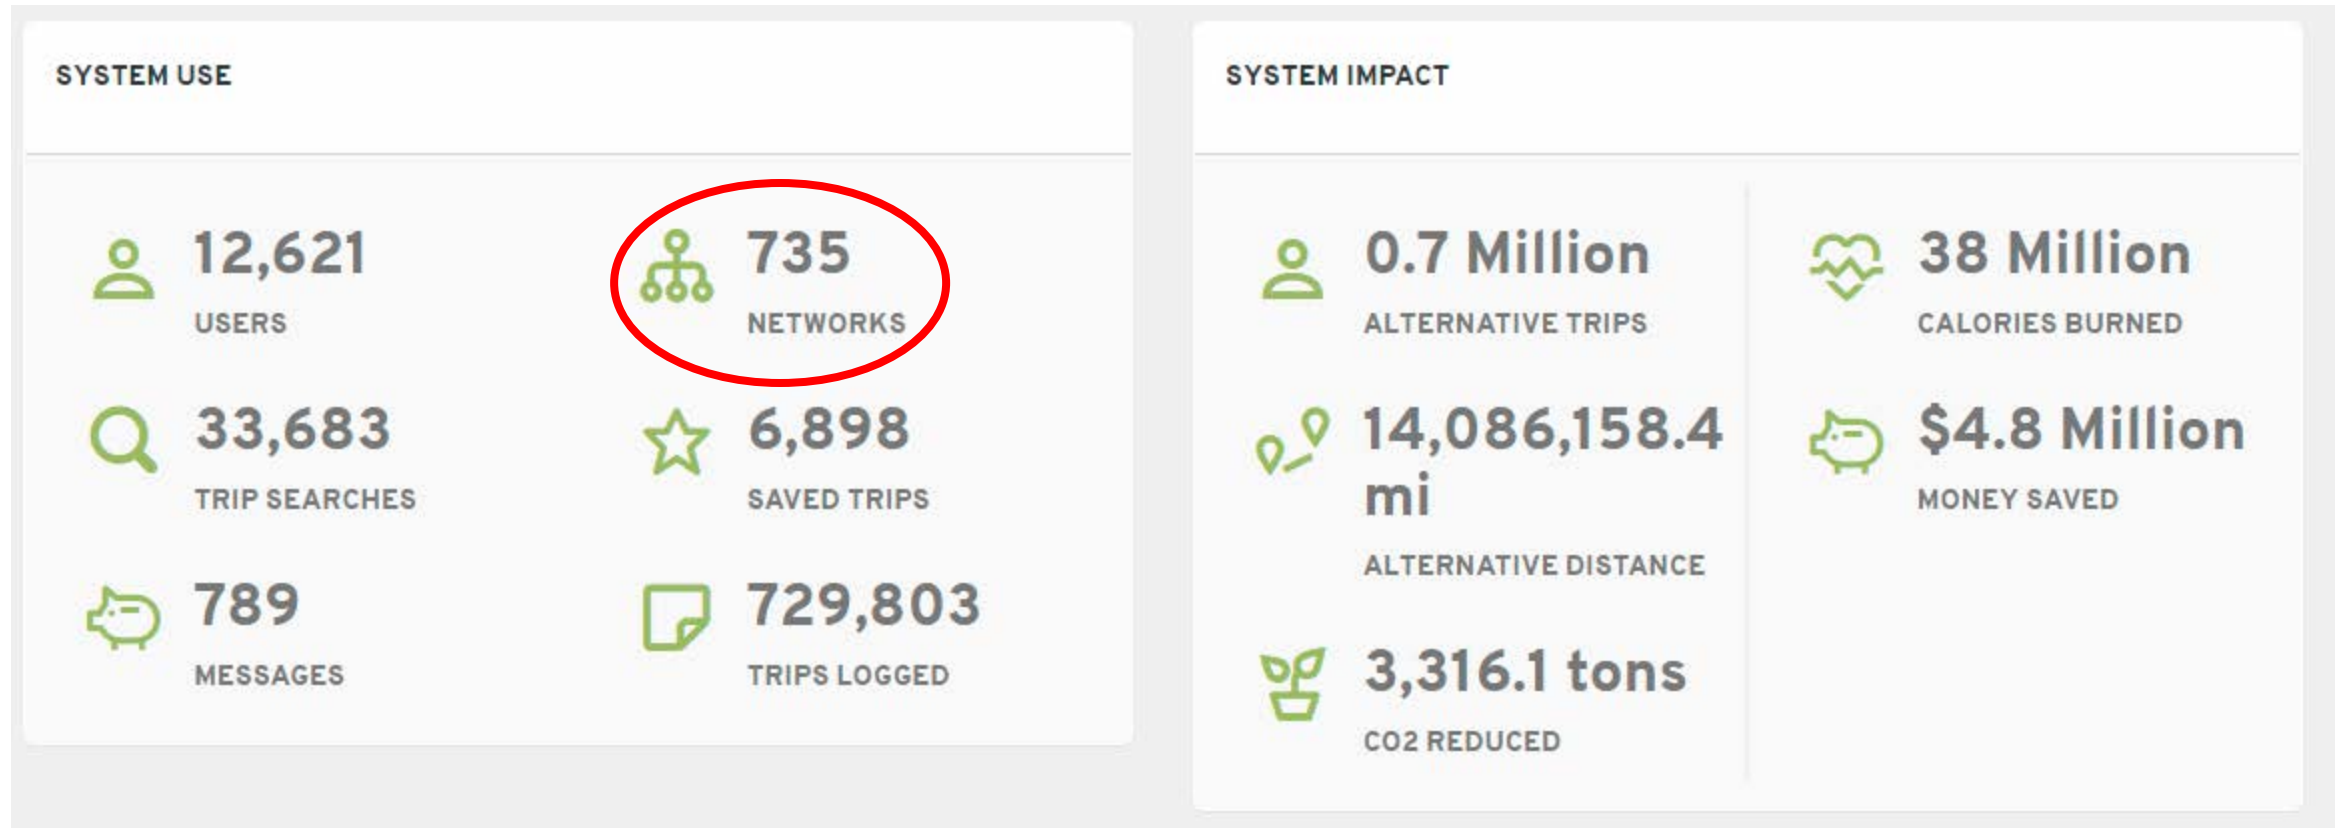 SYSTEM USE
12,621
USERS
735
NETWORKS
33,683
TRIP SEARCHES
6,898
SAVED TRIPS
789
MESSAGES
729,803
TRIPS LOGGED
SYSTEM IMPACT
0.7 Million
ALTERNATIVE TRIPS
38 Million
CALORIES BURNED
14,086,158.4
mi
ALTERNATIVE DISTANCE
$4.8 Million
MONEY SAVED
3,316.1 tons
CO2 REDUCED